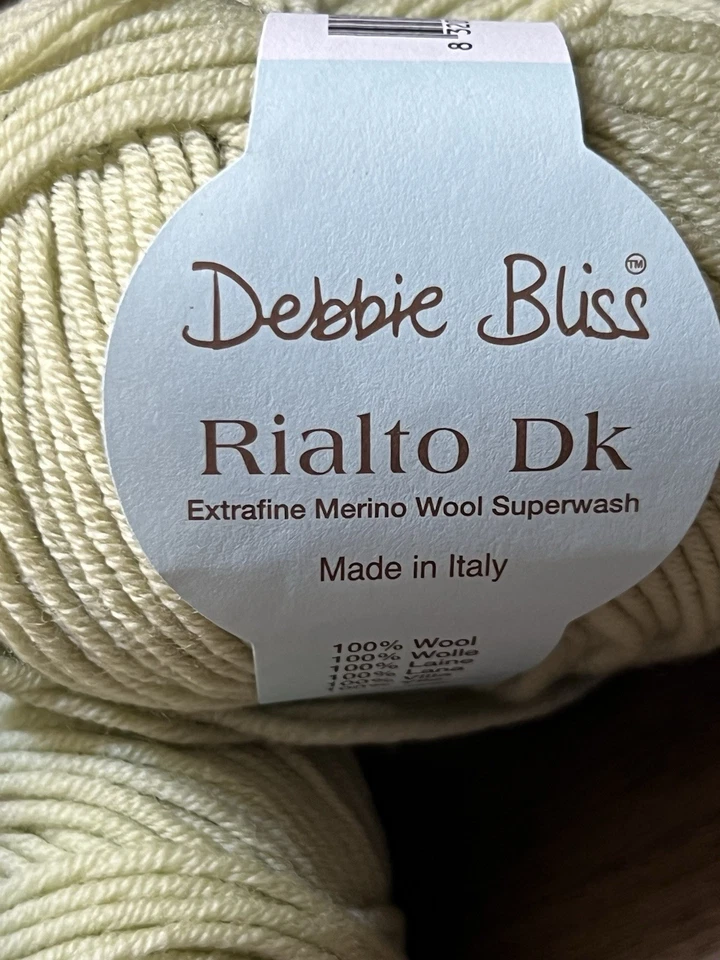 Debbie Bliss™
Rialto Dk
Extrafine Merino Wool Superwash
Made in Italy
100% Wool
100% Wolle
100% Laine
100% Lana